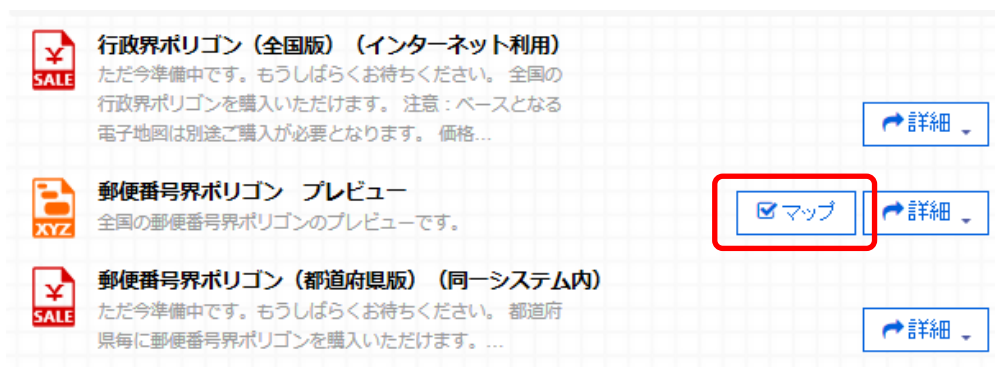 行政界ポリゴン（全国版）（インターネット利用）
ただ今準備中です。もうしばらくお待ちください。 全国の
行政界ポリゴンを購入いただけます。 注意：ベースとなる
電子地図は別途ご購入が必要となります。 価格...
¥
SALE
詳細
郵便番号界ポリゴン　プレビュー
全国の郵便番号界ポリゴンのプレビューです。
XYZ
マップ
詳細
郵便番号界ポリゴン（都道府県版）（同一システム内）
ただ今準備中です。もうしばらくお待ちください。 都道府
県毎に郵便番号界ポリゴンを購入いただけます。...
¥
SALE
詳細